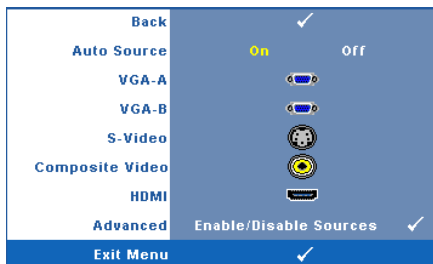 Back
Auto Source On Off
VGA-A
VGA-B
S-Video
Composite Video
HDMI
Advanced Enable/Disable Sources
Exit Menu